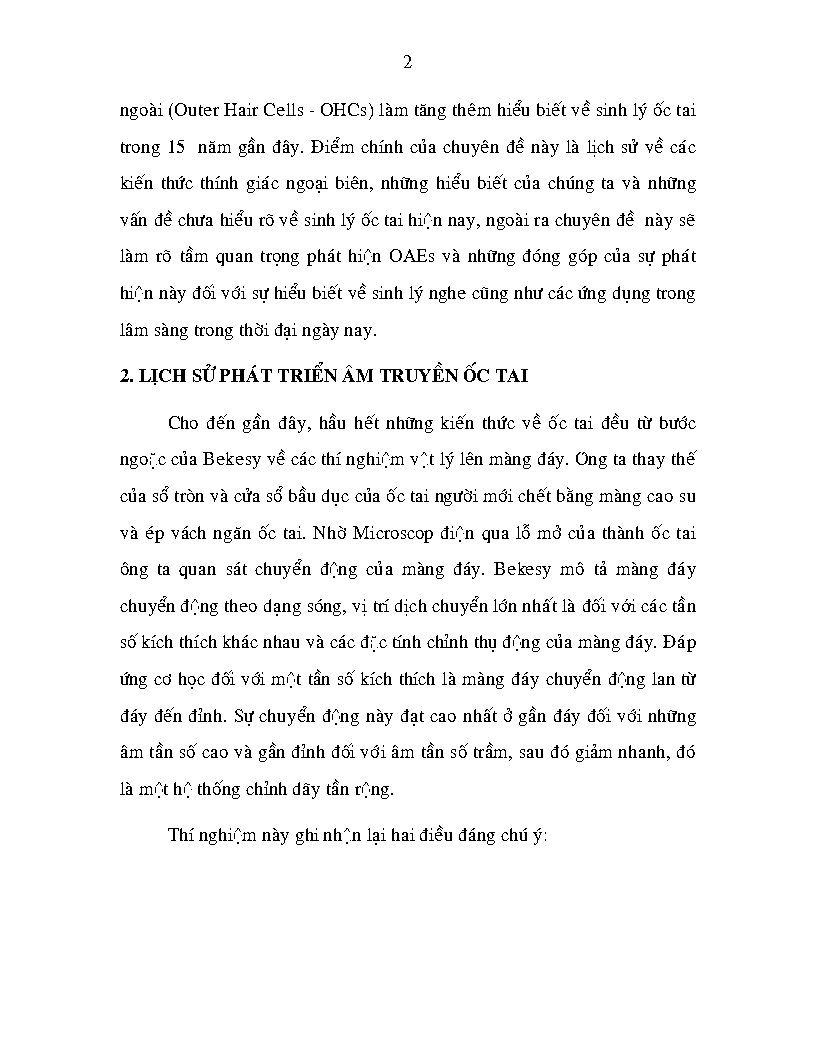 2
ngoài (Outer Hair Cells - OHCs) làm tăng thêm hiểu biết về sinh lý ốc tai
trong 15 năm gần đây. Điểm chính của chuyên đề này là lịch sử về các
kiến thức thính giác ngoại biên, những hiểu biết của chúng ta và những
vấn đề chưa hiểu rõ về sinh lý ốc tai hiện nay, ngoài ra chuyên đề này sẽ
làm rõ tầm quan trọng phát hiện OAEs và những đóng góp của sự phát
hiện này đối với sự hiểu biết về sinh lý nghe cũng như các ứng dụng trong
lâm sàng trong thời đại ngày nay.
2. LỊCH SỬ PHÁT TRIỂN ÂM TRUYỀN ỐC TAI
Cho đến gần đây, hầu hết những kiến thức về ốc tai đều từ bước
ngoặc của Bekesy về các thí nghiệm vật lý lên màng đáy. Ông ta thay thế
của sổ tròn và cửa sổ bầu dục của ốc tai người mới chết bằng màng cao su
và ép vách ngăn ốc tai. Nhờ Microscop điện qua lỗ mở của thành ốc tai
ông ta quan sát chuyển động của màng đáy. Bekesy mô tả màng đáy
chuyển động theo dạng sóng, vị trí dịch chuyển lớn nhất là đối với các tần
số kích thích khác nhau và các đặc tính chỉnh thụ động của màng đáy. Đáp
ứng cơ học đối với một tần số kích thích là màng đáy chuyển động lan từ
đáy đến đỉnh. Sự chuyển động này đạt cao nhất ở gần đáy đối với những
âm tần số cao và gần đỉnh đối với âm tần số trầm, sau đó giảm nhanh, đó
là một hệ thống chỉnh dãy tần rộng.
Thí nghiệm này ghi nhận lại hai điều đáng chú ý: